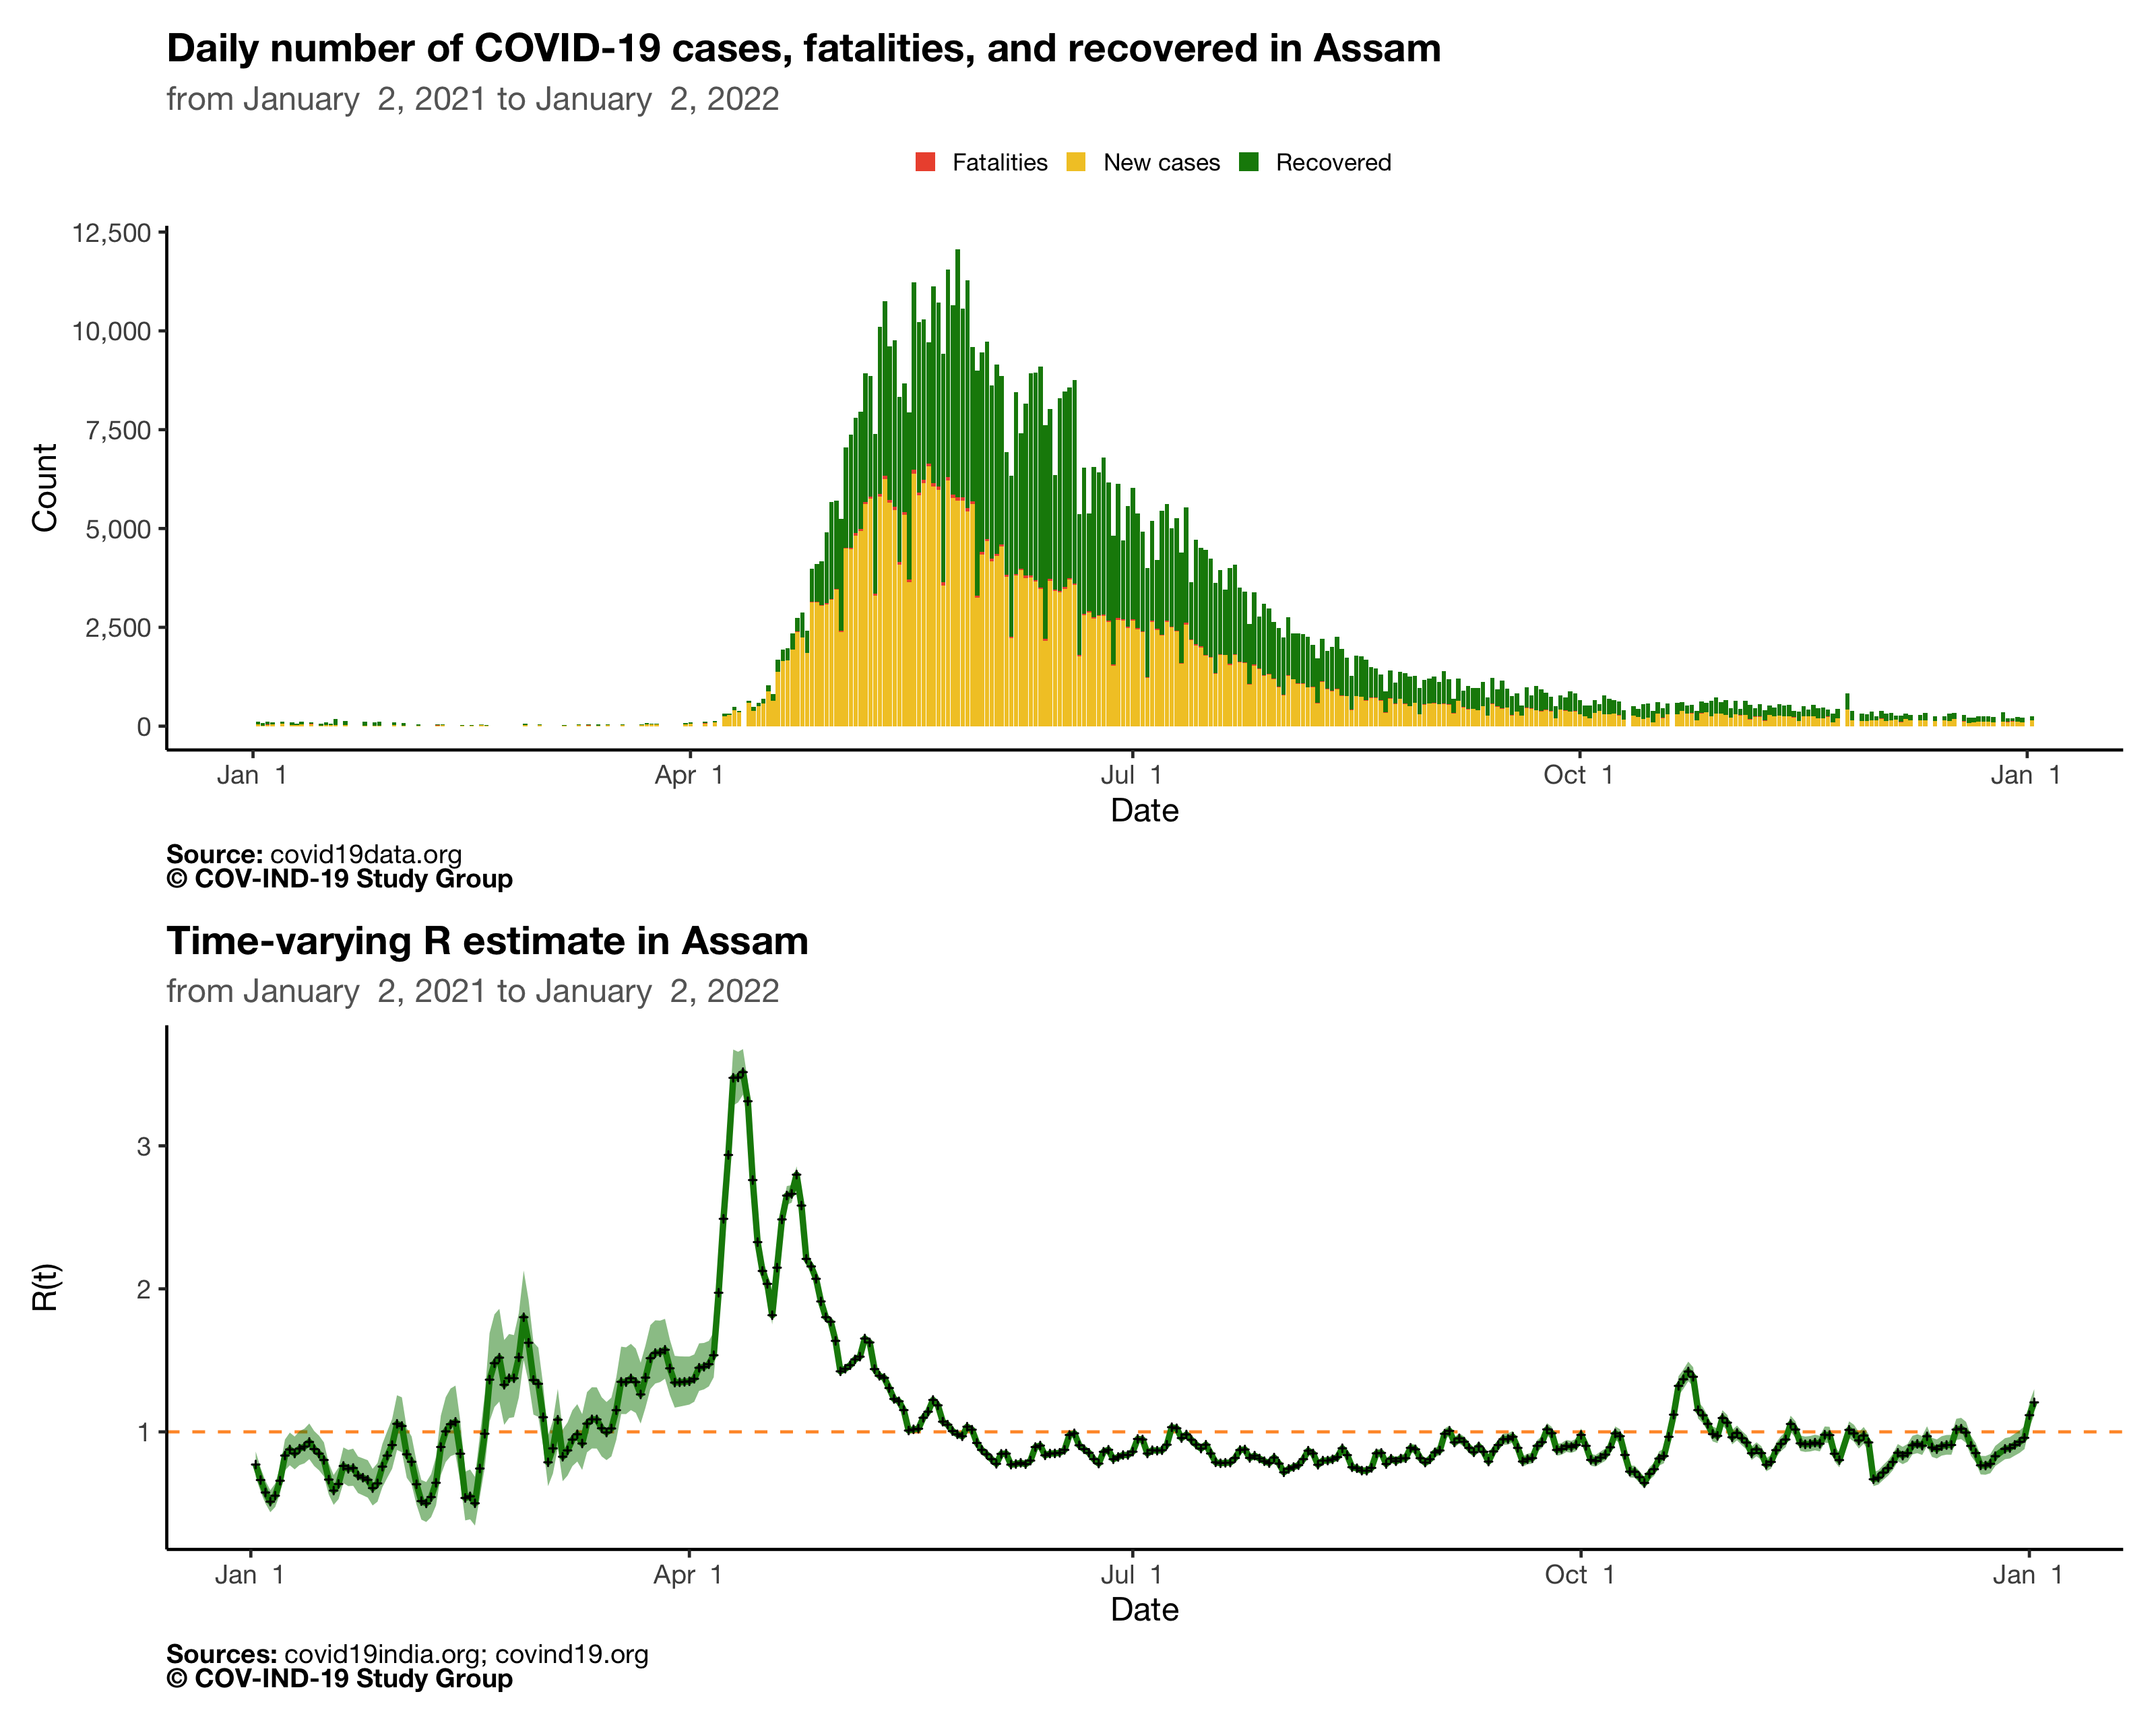 Daily number of COVID-19 cases, fatalities, and recovered in Assam
from January  2, 2021 to January  2, 2022
Fatalities New cases Recovered
12,500
10,000
7,500
5,000
2,500
0
Count
Jan  1 Apr  1 Jul  1 Oct  1 Jan  1
Date
Source: covid19data.org
© COV-IND-19 Study Group
Time-varying R estimate in Assam
from January  2, 2021 to January  2, 2022
3
2
1
R(t)
Jan  1 Apr  1 Jul  1 Oct  1 Jan  1
Date
Sources: covid19india.org; covind19.org
© COV-IND-19 Study Group